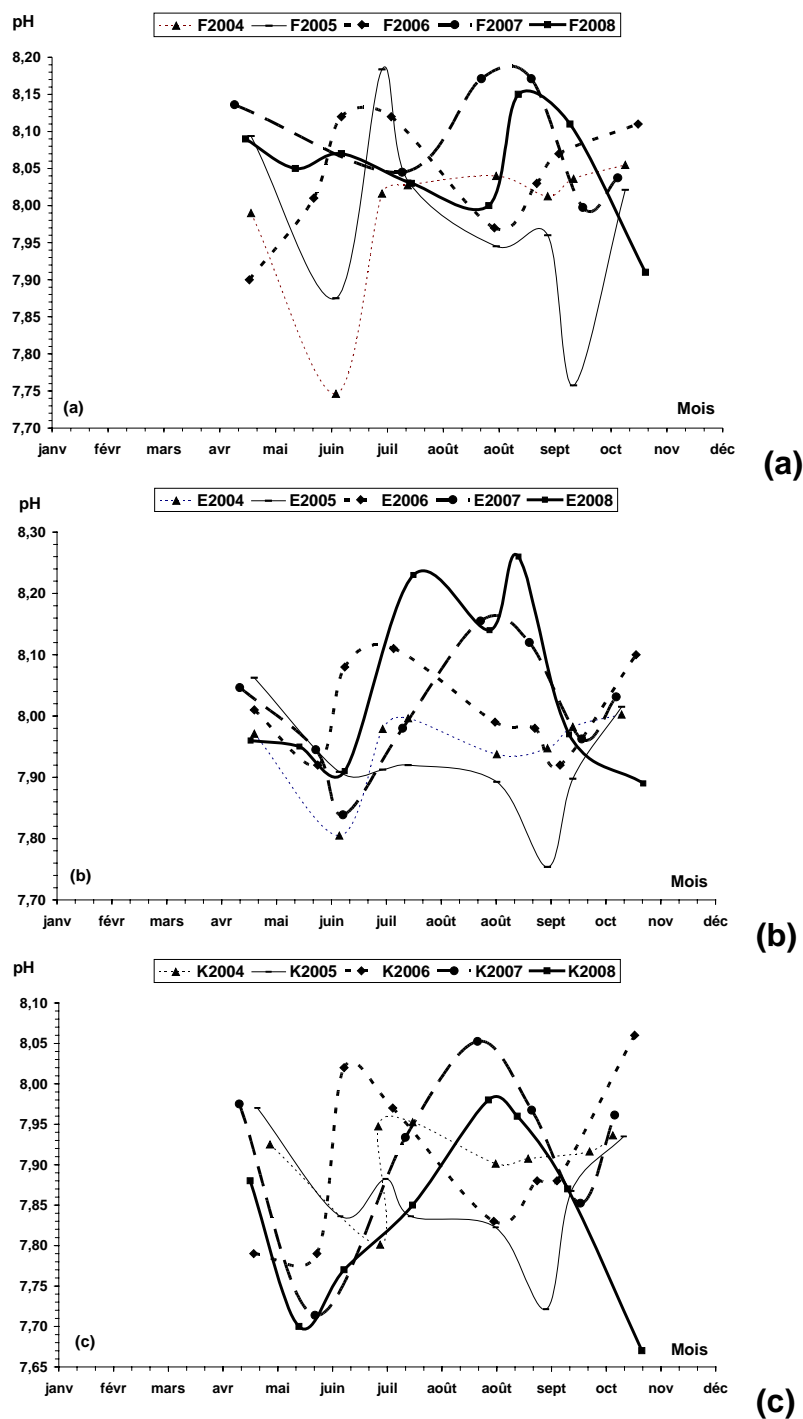 pH
F2004 F2005 F2006 F2007 F2008
8,20
8,15
8,10
8,05
8,00
7,95
7,90
7,85
7,80
7,75
7,70
(a)
Mois
janv févr mars avr mai juin juil août août sept oct nov déc
(a)
pH
E2004 E2005 E2006 E2007 E2008
8,30
8,20
8,10
8,00
7,90
7,80
7,70
(b)
Mois
janv févr mars avr mai juin juil août août sept oct nov déc
(b)
pH
K2004 K2005 K2006 K2007 K2008
8,10
8,05
8,00
7,95
7,90
7,85
7,80
7,75
7,70
7,65
(c)
Mois
janv févr mars avr mai juin juil août août sept oct nov déc
(c)